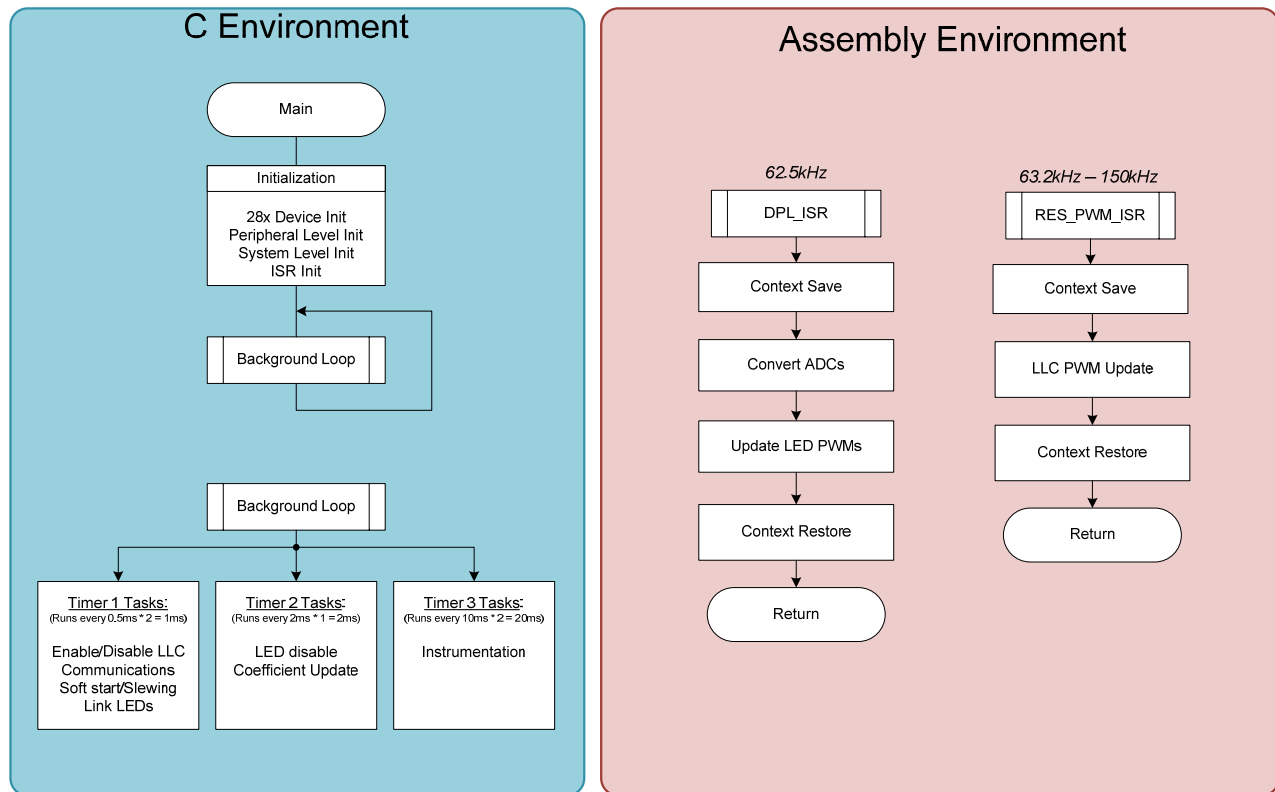 C Environment
Main
Initialization
28x Device Init
Peripheral Level Init
System Level Init
ISR Init
Background Loop
Background Loop
Timer 1 Tasks:
(Runs every 0.5ms * 2 = 1ms)
Enable/Disable LLC
Communications
Soft start/Slewing
Link LEDs
Timer 2 Tasks:
(Runs every 2ms * 1 = 2ms)
LED disable
Coefficient Update
Timer 3 Tasks:
(Runs every 10ms * 2 = 20ms)
Instrumentation
Assembly Environment
62.5kHz
DPL_ISR
Context Save
Convert ADCs
Update LED PWMs
Context Restore
Return
63.2kHz – 150kHz
RES_PWM_ISR
Context Save
LLC PWM Update
Context Restore
Return